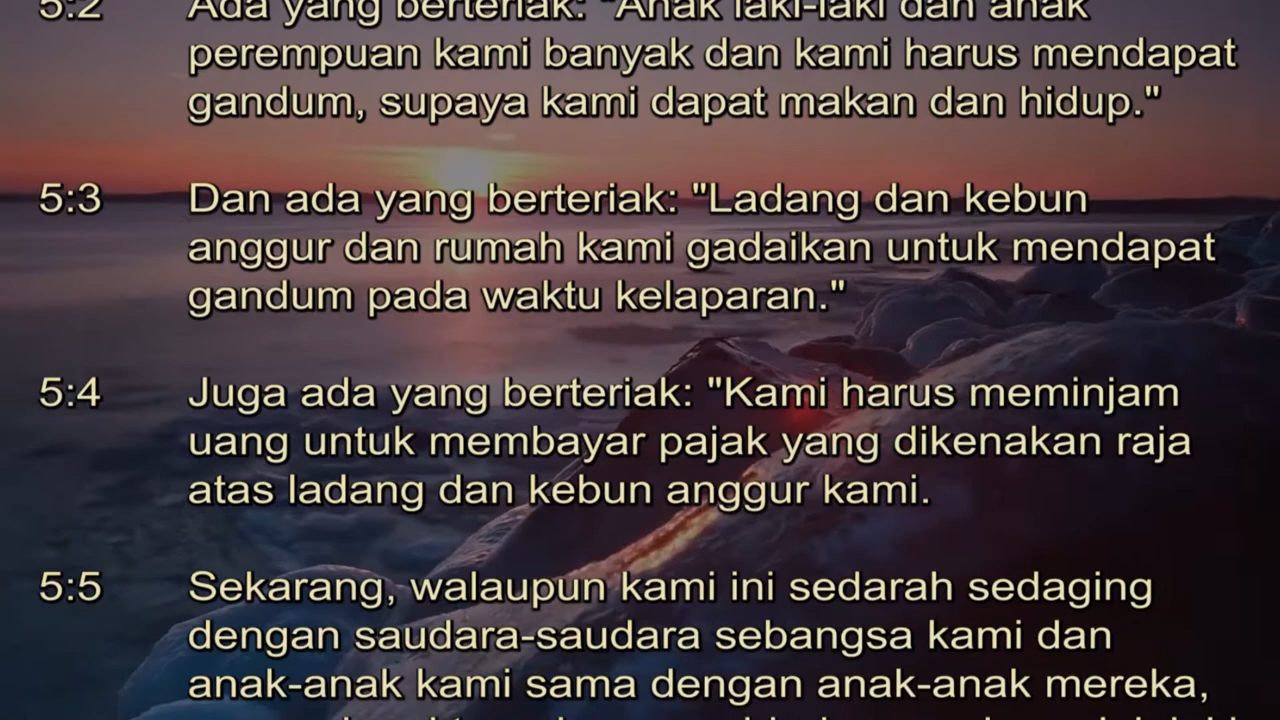 5:2 Ada yang berteriak: "Anak laki-laki dan anak
perempuan kami banyak dan kami harus mendapat
gandum, supaya kami dapat makan dan hidup."
5:3 Dan ada yang berteriak: "Ladang dan kebun
anggur dan rumah kami gadaikan untuk mendapat
gandum pada waktu kelaparan."
5:4 Juga ada yang berteriak: "Kami harus meminjam
uang untuk membayar pajak yang dikenakan raja
atas ladang dan kebun anggur kami.
5:5 Sekarang, walaupun kami ini sedarah sedaging
dengan saudara-saudara sebangsa kami dan
anak-anak kami sama dengan anak-anak mereka,